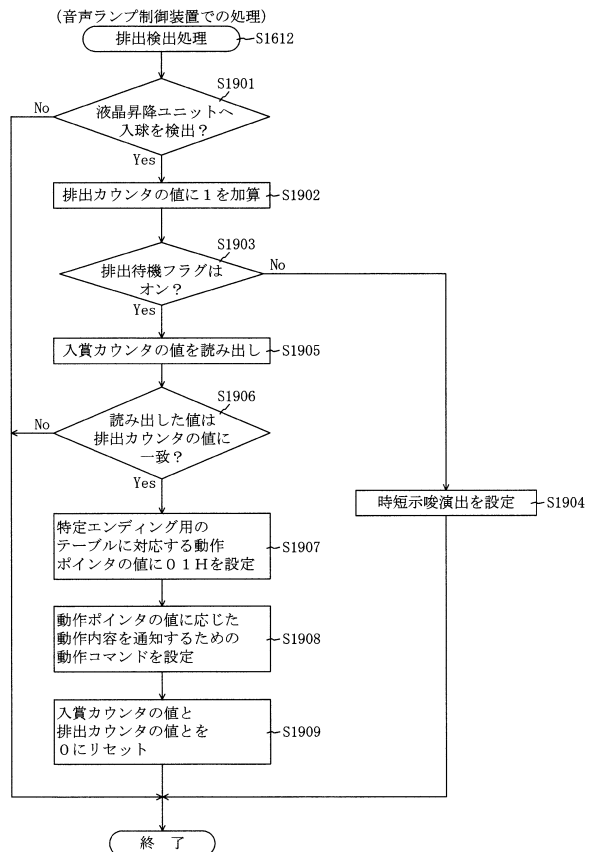 (音声ランプ制御装置での処理)
排出検出処理
S1612
S1901
No
液晶昇降ユニットへ
入球を検出?
Yes
排出カウンタの値に1を加算
S1902
S1903
排出待機フラグは
オン?
No
Yes
入賞カウンタの値を読み出し
S1905
S1906
No
読み出した値は
排出カウンタの値に
一致?
Yes
時短示唆演出を設定
S1904
特定エンディング用の
テーブルに対応する動作
ポインタの値に01Hを設定
S1907
動作ポインタの値に応じた
動作内容を通知するための
動作コマンドを設定
S1908
入賞カウンタの値と
排出カウンタの値とを
0にリセット
S1909
終 了